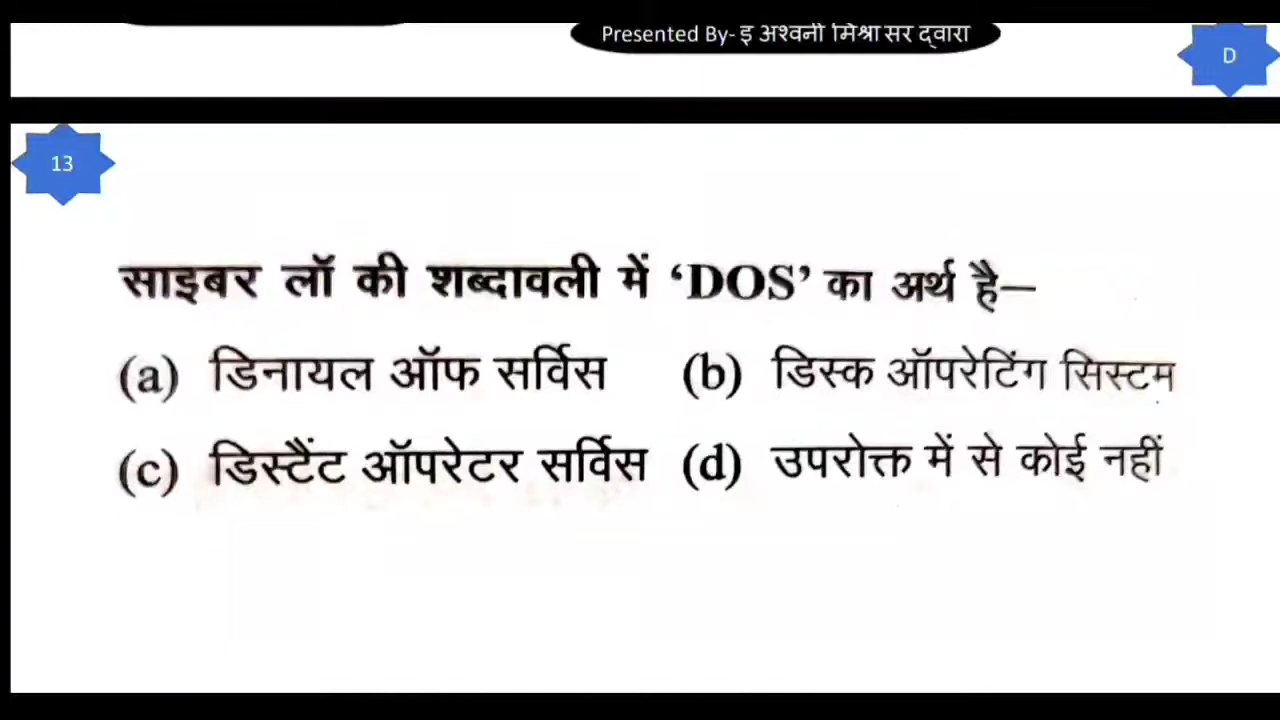 Presented By- इ अश्वनी मिश्रा सर द्वारा
D
13
साइबर लॉ की शब्दावली में ‘DOS’ का अर्थ है—
(a) डिनायल ऑफ सर्विस (b) डिस्क ऑपरेटिंग सिस्टम
(c) डिस्टैंट ऑपरेटर सर्विस (d) उपरोक्त में से कोई नहीं